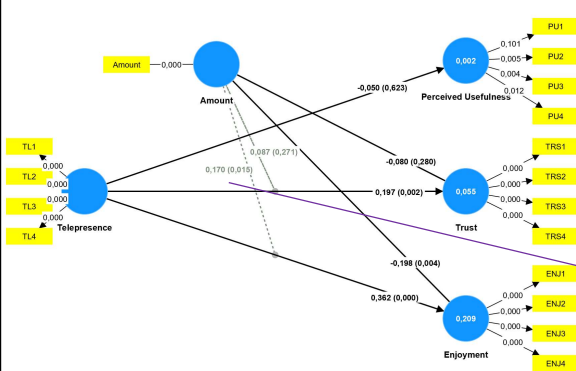 PU1
0,101
Amount
0,000
0,002
0,005
PU2
0,004
PU3
0,012
PU4
-0,050 (0,623)
Perceived Usefulness
Amount
0,087 (0,271)
0,170 (0,015)
-0,080 (0,280)
TL1
0,000
TL2
0,000
TL3
0,000
TL4
0,000
Telepresence
TRS1
0,000
TRS2
0,000
0,197 (0,002)
0,055
0,000
TRS3
0,000
TRS4
Trust
-0,198 (0,004)
0,362 (0,000)
ENJ1
0,000
ENJ2
0,000
0,209
0,000
ENJ3
0,000
ENJ4
Enjoyment